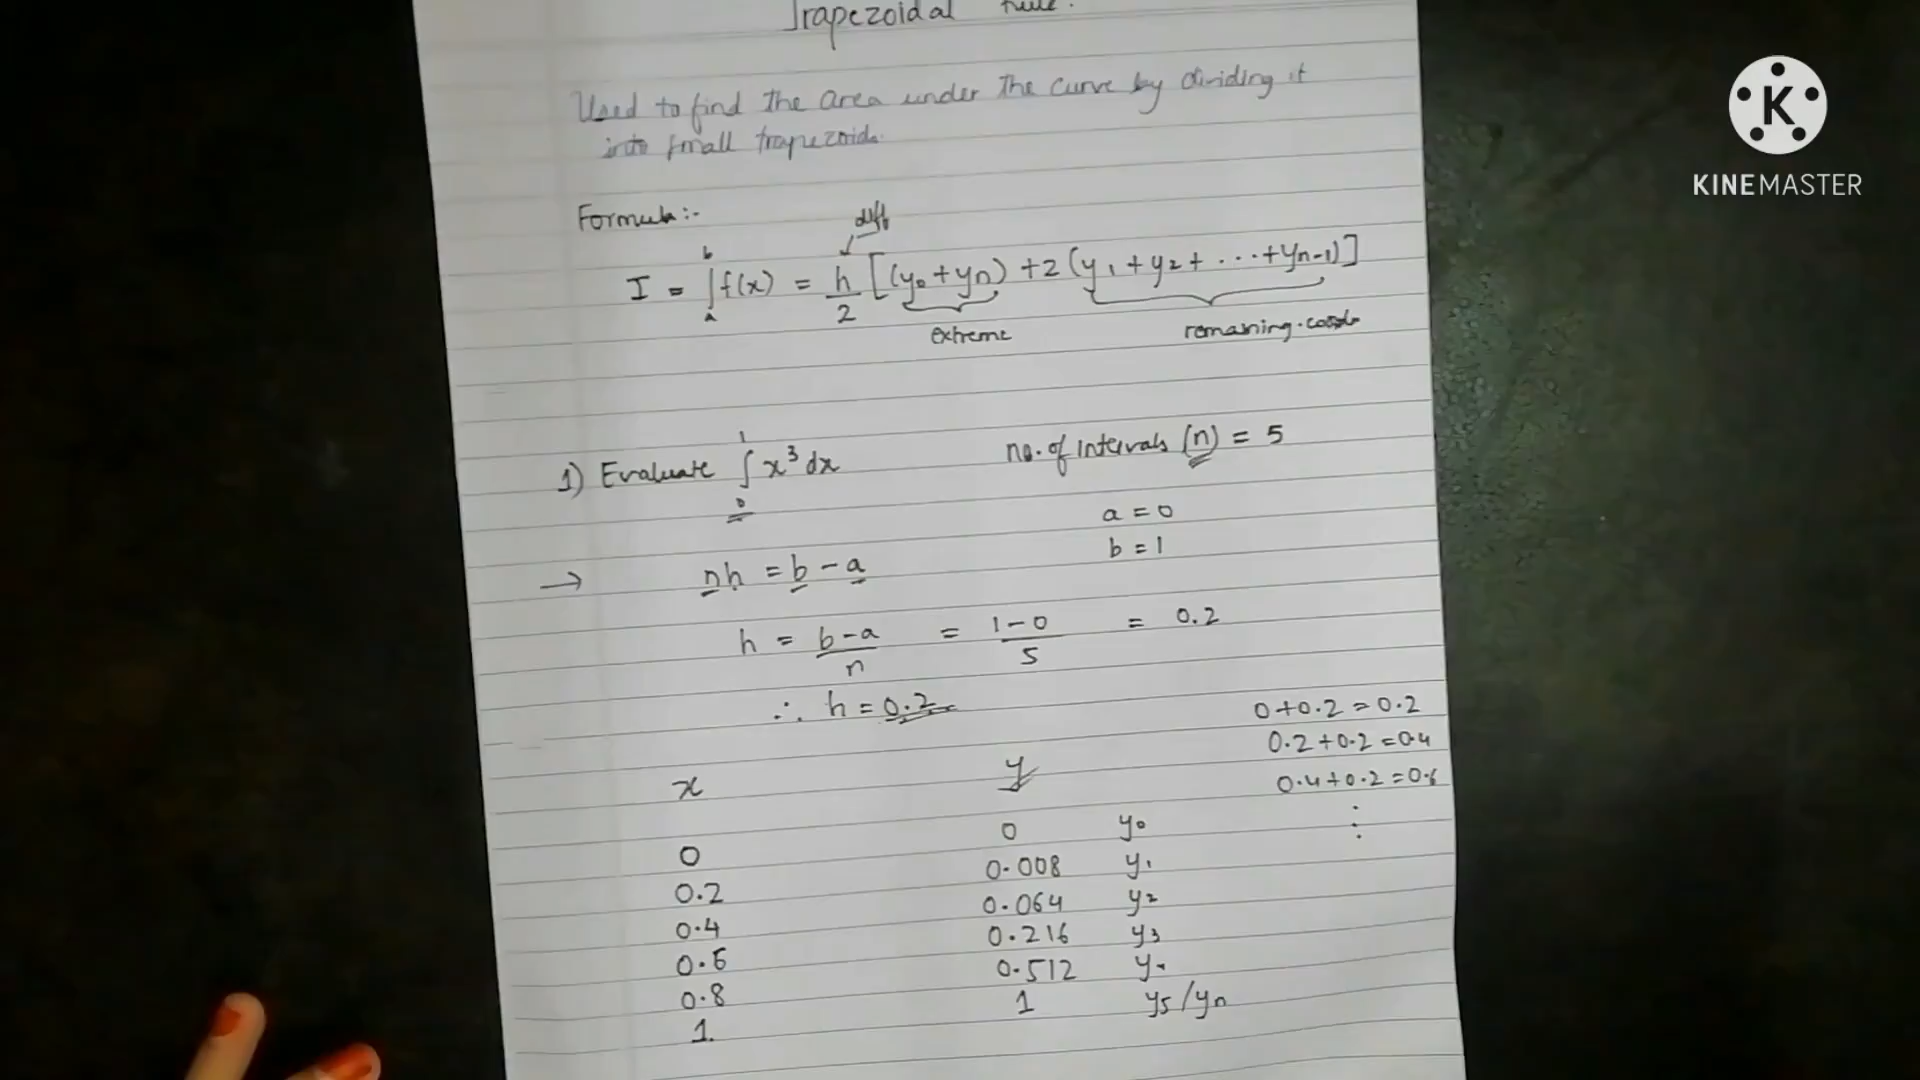 Trapezoidal rule.
Used to find the area under the curve by dividing it
into small trapezoids.
Formula:-
diff
I = ∫ₐᵇ f(x) = h/2 [(y₀+yₙ) + 2(y₁+y₂+...+yₙ₋₁)]
extreme
remaining
1) Evaluate ∫₀¹ x³ dx
no. of intervals (n) = 5
a = 0
b = 1
→ nh = b - a
h = b-a/n = 1-0/5 = 0.2
∴ h = 0.2
0+0.2=0.2
0.2+0.2=0.4
0.4+0.2=0.6
:
:
x y
0 0 y₀
0.2 0.008 y₁
0.4 0.064 y₂
0.6 0.216 y₃
0.8 0.512 y₄
1. 1 y₅/yₙ
K
KINEMASTER